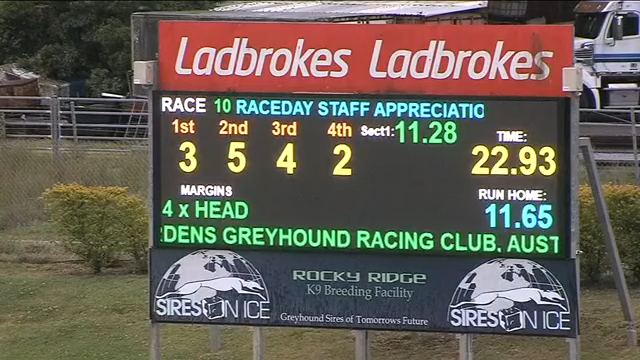 Ladbrokes Ladbrokes
RACE 10 RACEDAY STAFF APPRECIATIO
1st 2nd 3rd 4th Sect1: 11.28 TIME:
3 5 4 2 22.93
MARGINS RUN HOME:
4 x HEAD 11.65
RDENS GREYHOUND RACING CLUB. AUST
SIRES ON ICE
ROCKY RIDGE
K9 Breeding Facility
Greyhound Sires of Tomorrows Future
SIRES ON ICE